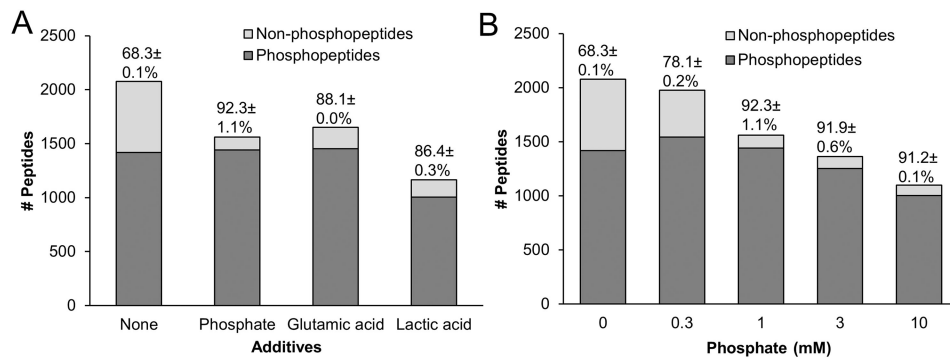 A
# Peptides
2500
2000
1500
1000
500
0
Non-phosphopeptides
Phosphopeptides
68.3±
0.1%
92.3±
1.1%
88.1±
0.0%
86.4±
0.3%
None Phosphate Glutamic acid Lactic acid
Additives
B
# Peptides
2500
2000
1500
1000
500
0
Non-phosphopeptides
Phosphopeptides
68.3±
0.1%
78.1±
0.2%
92.3±
1.1%
91.9±
0.6%
91.2±
0.1%
0 0.3 1 3 10
Phosphate (mM)